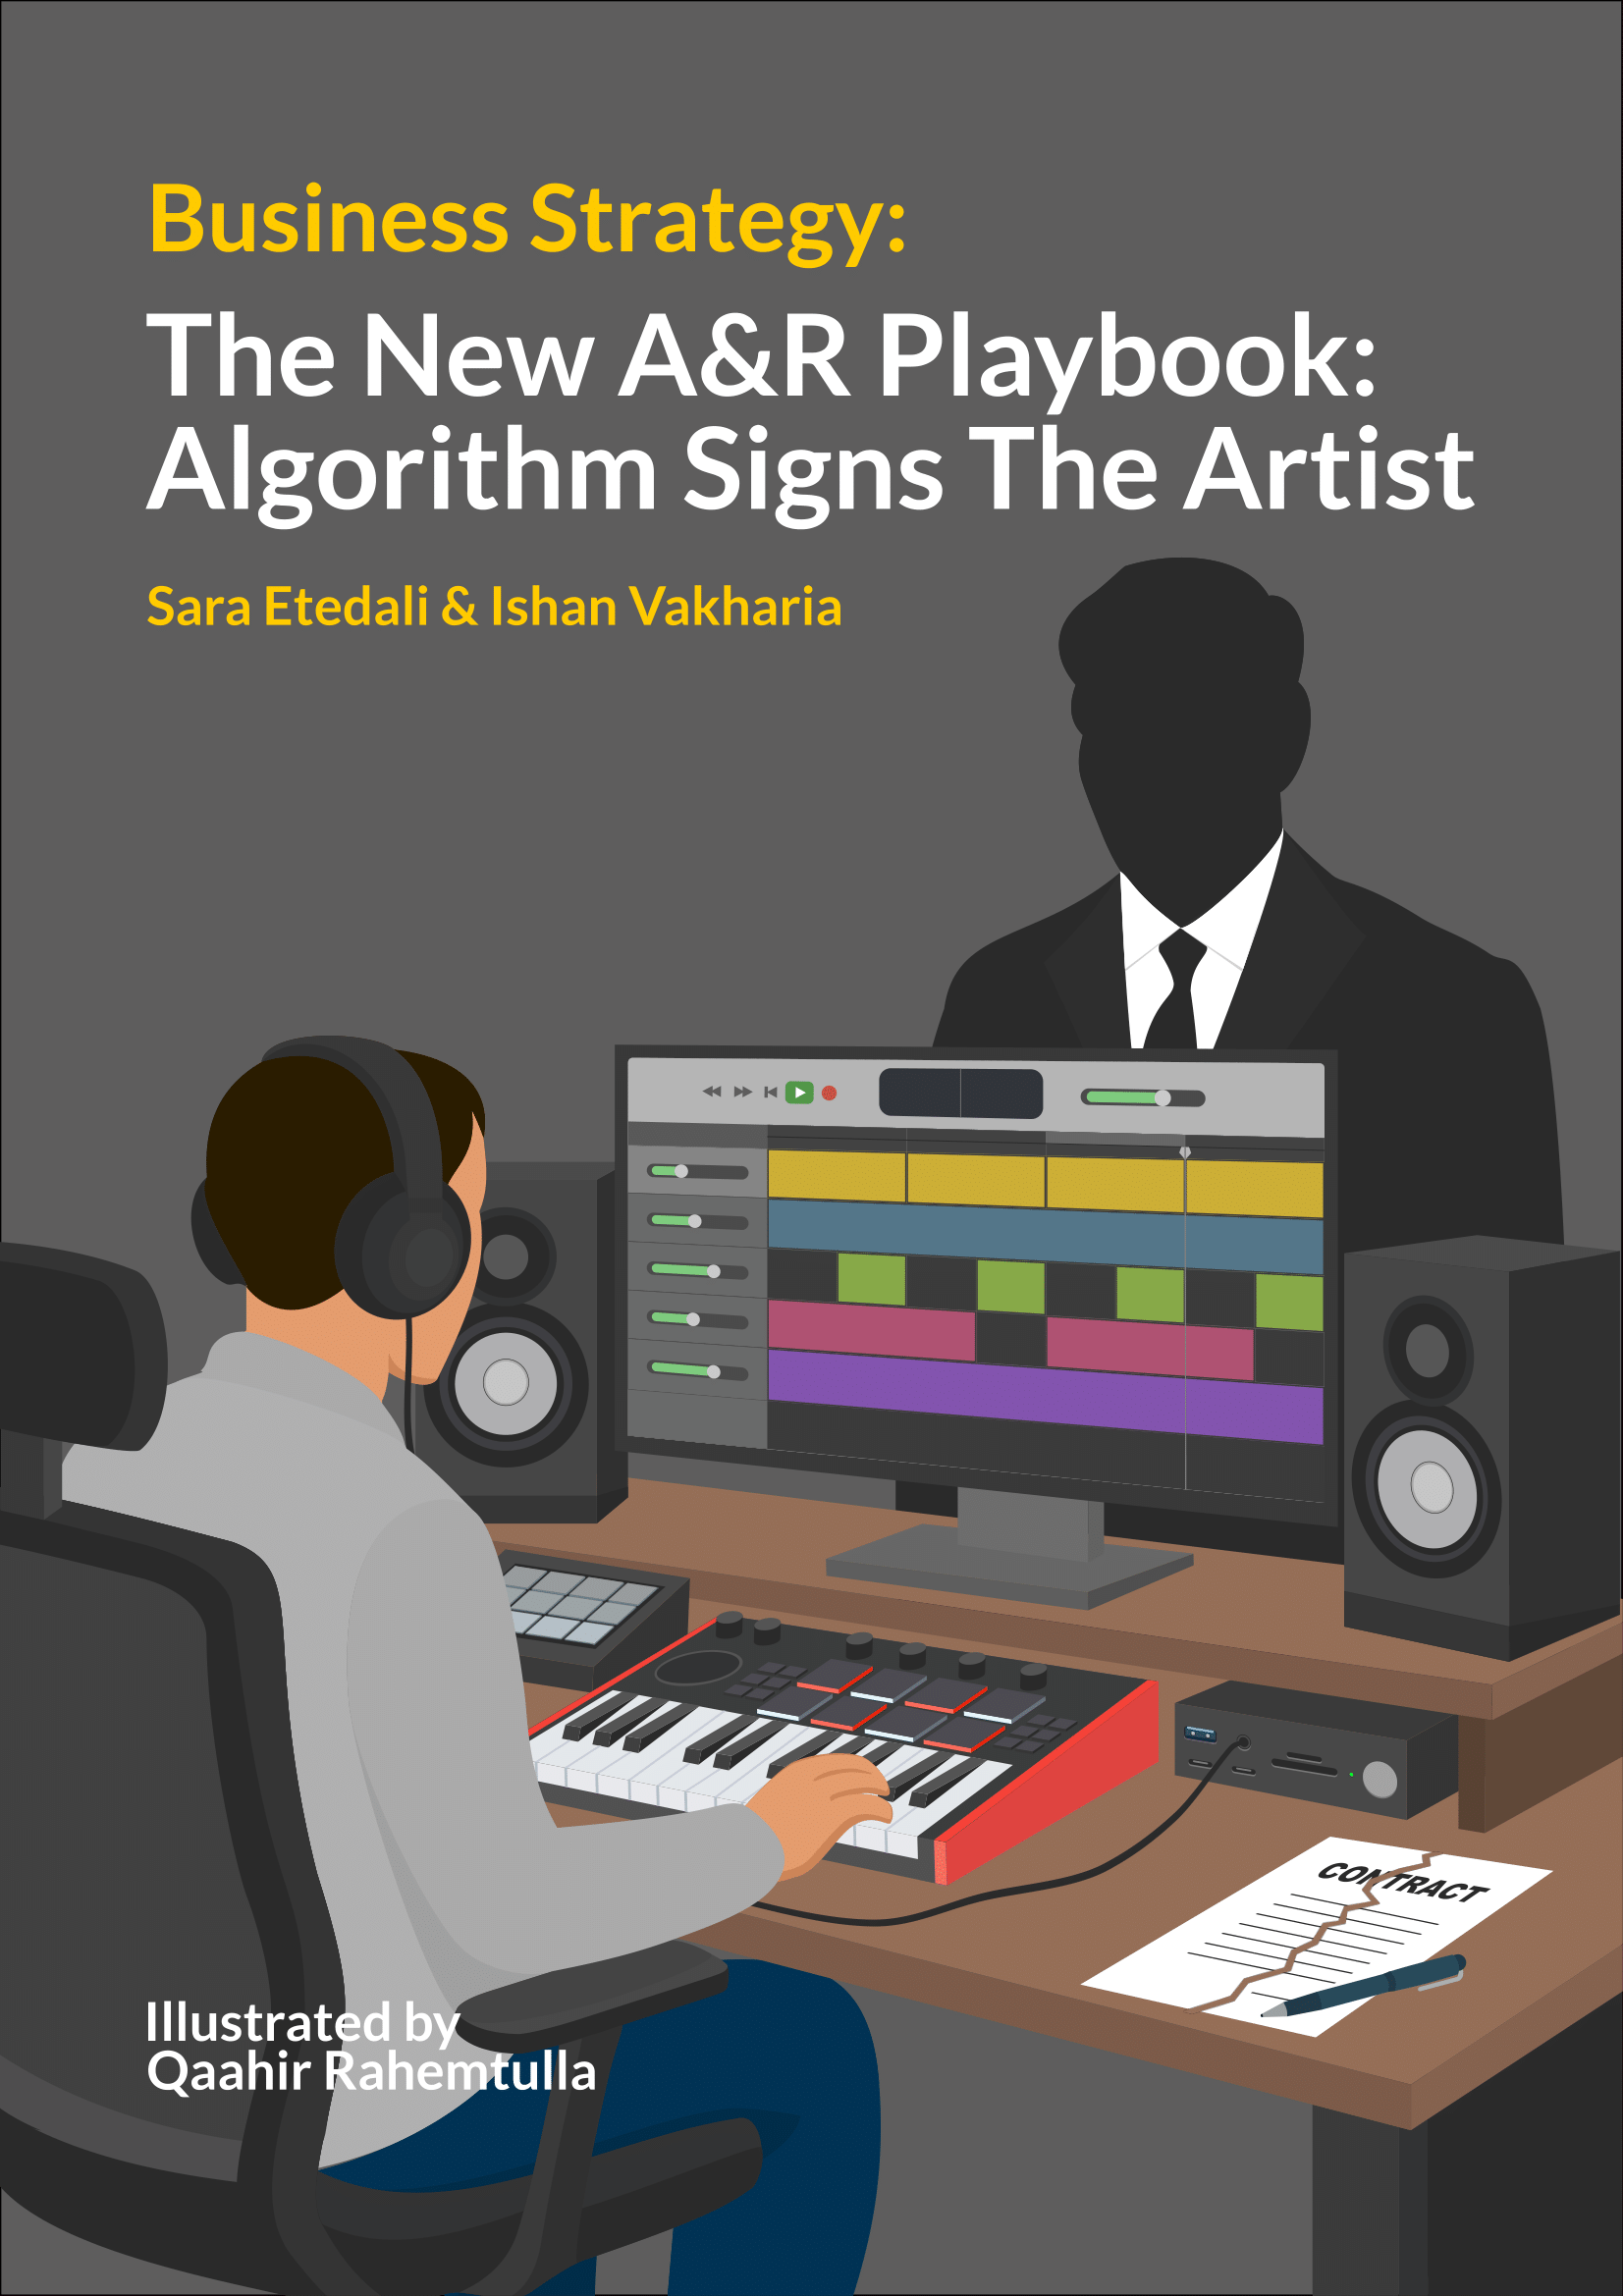 Business Strategy:
The New A&R Playbook:
Algorithm Signs The Artist
Sara Etedali & Ishan Vakharia
CONTRACT
Illustrated by
Qaahir Rahemtulla